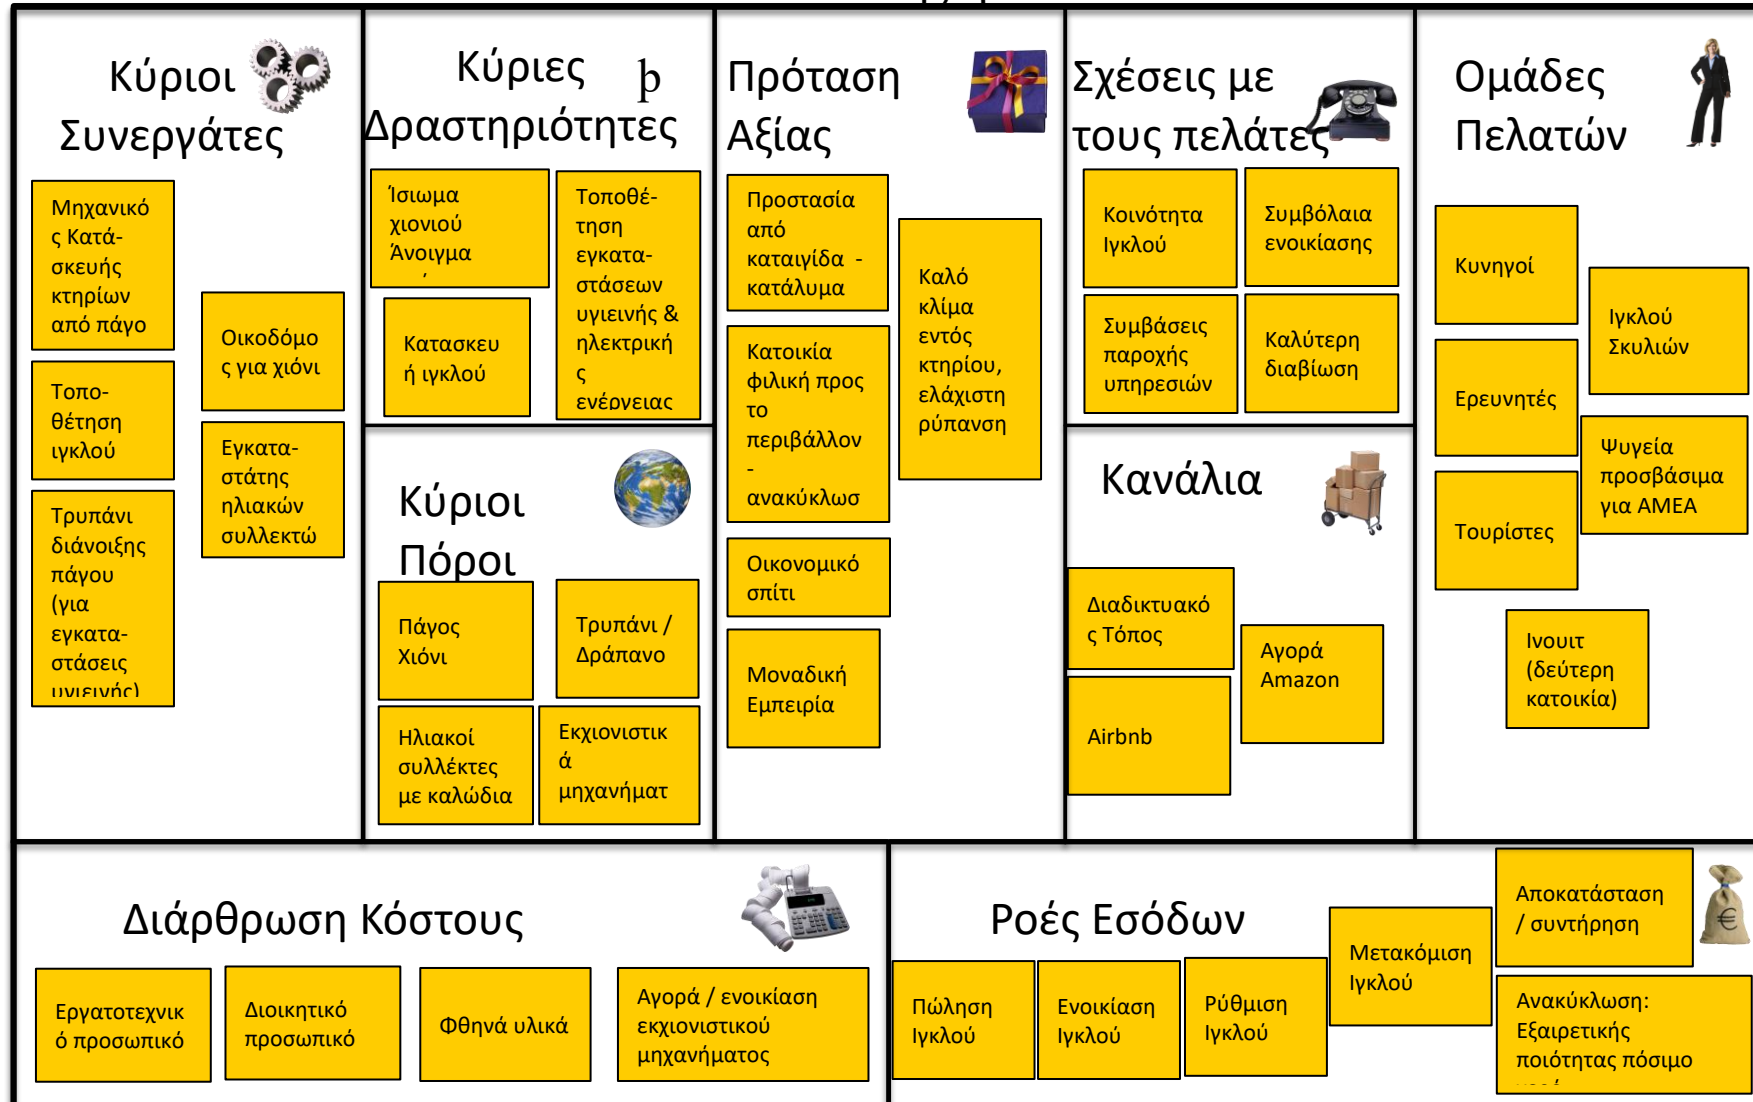 Κύριοι
Συνεργάτες
Μηχανικό
ς Κατά-
σκευής
κτηρίων
από πάγο
Οικοδόμο
ς για χιόνι
Τοπο-
θέτηση
ιγκλού
Εγκατα-
στάτης
ηλιακών
συλλεκτώ
Τρυπάνι
διάνοιξης
πάγου
(για
εγκατα-
στάσεις
υγιεινής)
Κύριες þ
Δραστηριότητες
Ίσιωμα
χιονιού
Άνοιγμα
Τοποθέ-
τηση
εγκατα-
στάσεων
υγιεινής &
ηλεκτρική
ς
ενέργειας
Κατασκευ
ή ιγκλού
Κύριοι
Πόροι
Πάγος
Χιόνι
Τρυπάνι /
Δράπανο
Ηλιακοί
συλλέκτες
με καλώδια
Εκχιονιστικ
ά
μηχανήματ
Πρόταση
Αξίας
Προστασία
από
καταιγίδα -
κατάλυμα
Καλό
κλίμα
εντός
κτηρίου,
ελάχιστη
ρύπανση
Κατοικία
φιλική προς
το
περιβάλλον
-
ανακύκλωσ
Οικονομικό
σπίτι
Μοναδική
Εμπειρία
Σχέσεις με
τους πελάτες
Κοινότητα
Ιγκλού
Συμβόλαια
ενοικίασης
Συμβάσεις
παροχής
υπηρεσιών
Καλύτερη
διαβίωση
Κανάλια
Διαδικτυακό
ς Τόπος
Αγορά
Amazon
Airbnb
Ομάδες
Πελατών
Κυνηγοί
Ιγκλού
Σκυλιών
Ερευνητές
Ψυγεία
προσβάσιμα
για ΑΜΕΑ
Τουρίστες
Ινουιτ
(δεύτερη
κατοικία)
Διάρθρωση Κόστους
Εργατοτεχνικ
ό προσωπικό
Διοικητικό
προσωπικό
Φθηνά υλικά
Αγορά / ενοικίαση
εκχιονιστικού
μηχανήματος
Ροές Εσόδων
Πώληση
Ιγκλού
Ενοικίαση
Ιγκλού
Ρύθμιση
Ιγκλού
Μετακόμιση
Ιγκλού
Αποκατάσταση
/ συντήρηση
Ανακύκλωση:
Εξαιρετικής
ποιότητας πόσιμο